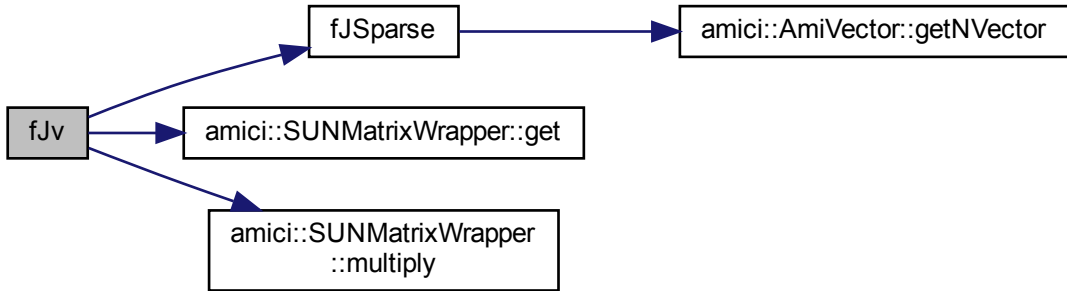 fJSparse
amici::AmiVector::getNVector
fJv
amici::SUNMatrixWrapper::get
amici::SUNMatrixWrapper
::multiply